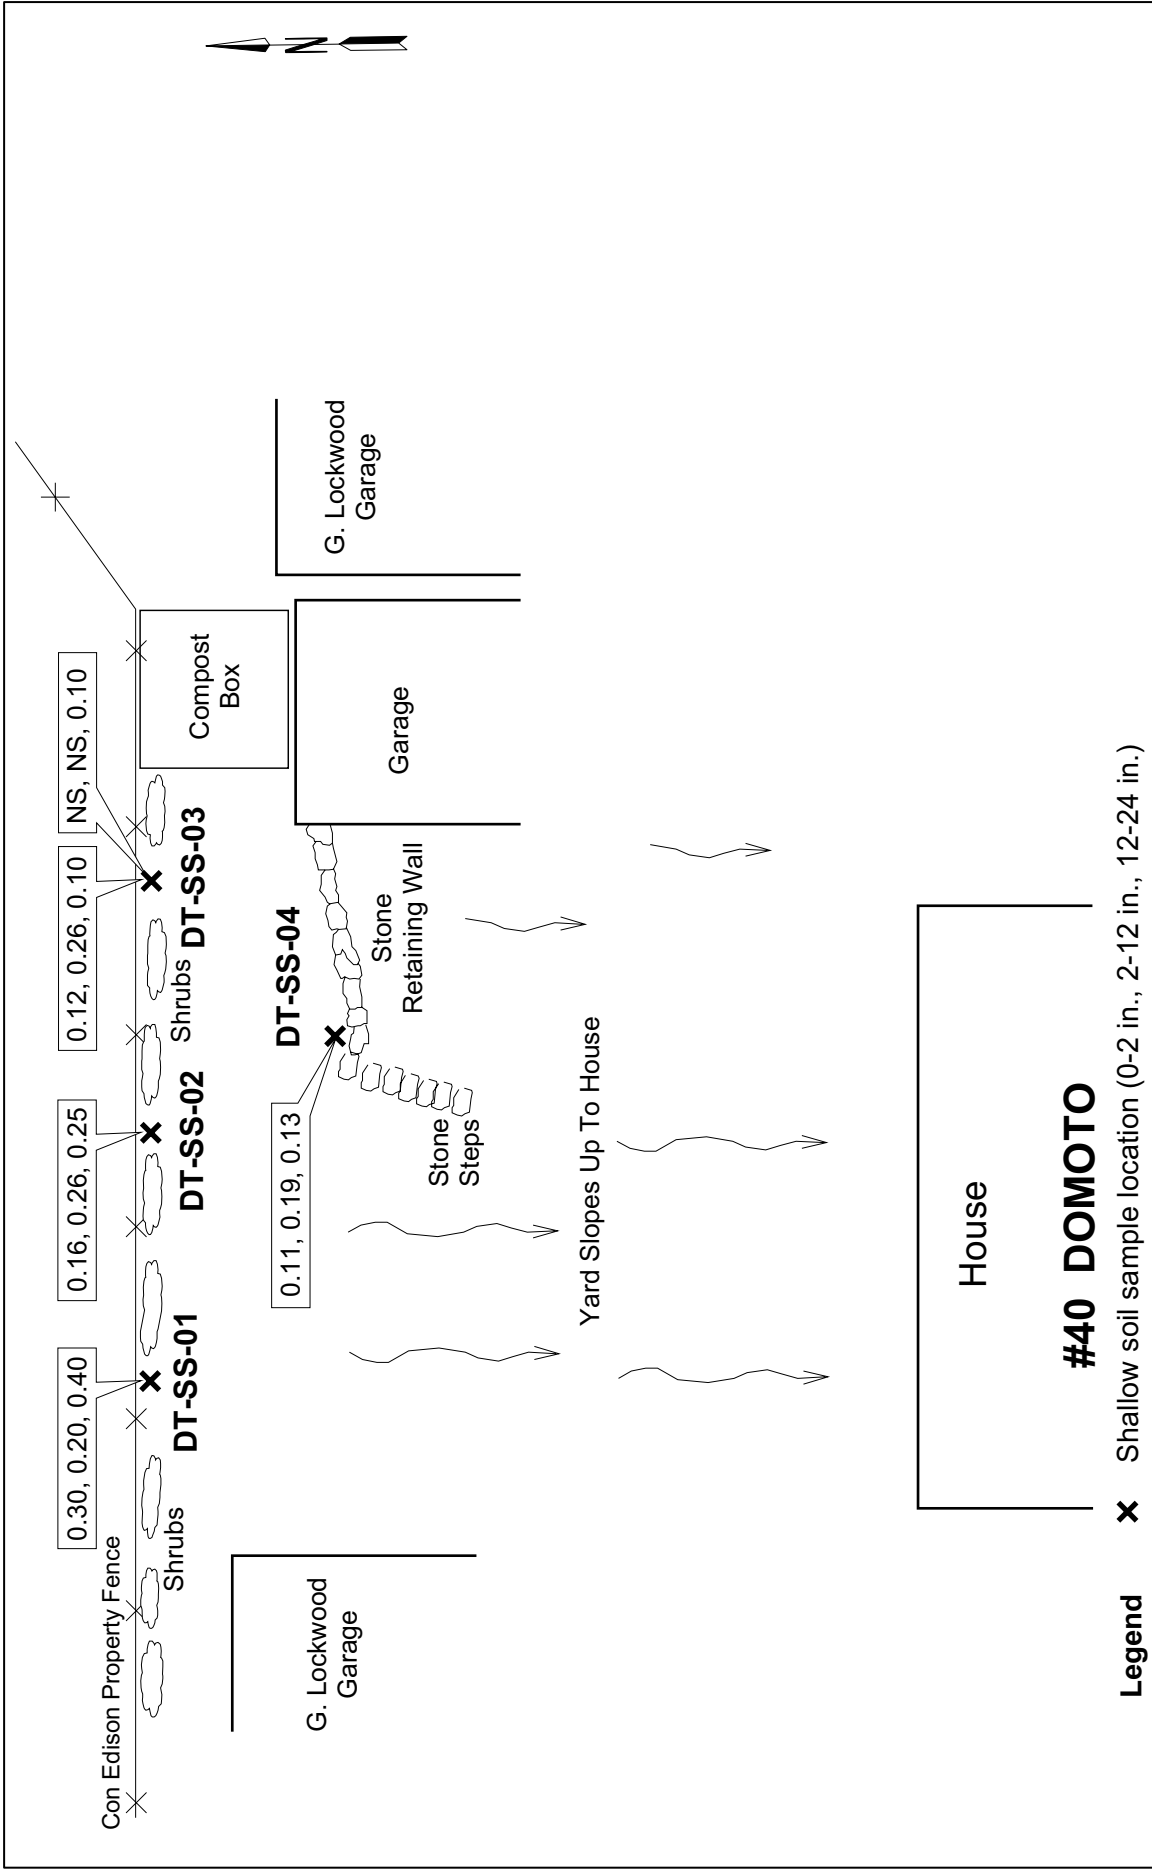 N
Con Edison Property Fence
0.30, 0.20, 0.40
0.16, 0.26, 0.25
0.12, 0.26, 0.10
NS, NS, 0.10
Shrubs
DT-SS-01
DT-SS-02
Shrubs
DT-SS-03
Compost
Box
G. Lockwood
Garage
0.11, 0.19, 0.13
DT-SS-04
Stone
Retaining Wall
Garage
G. Lockwood
Garage
Stone
Steps
Yard Slopes Up To House
House
#40 DOMOTO
Legend
Shallow soil sample location (0-2 in., 2-12 in., 12-24 in.)